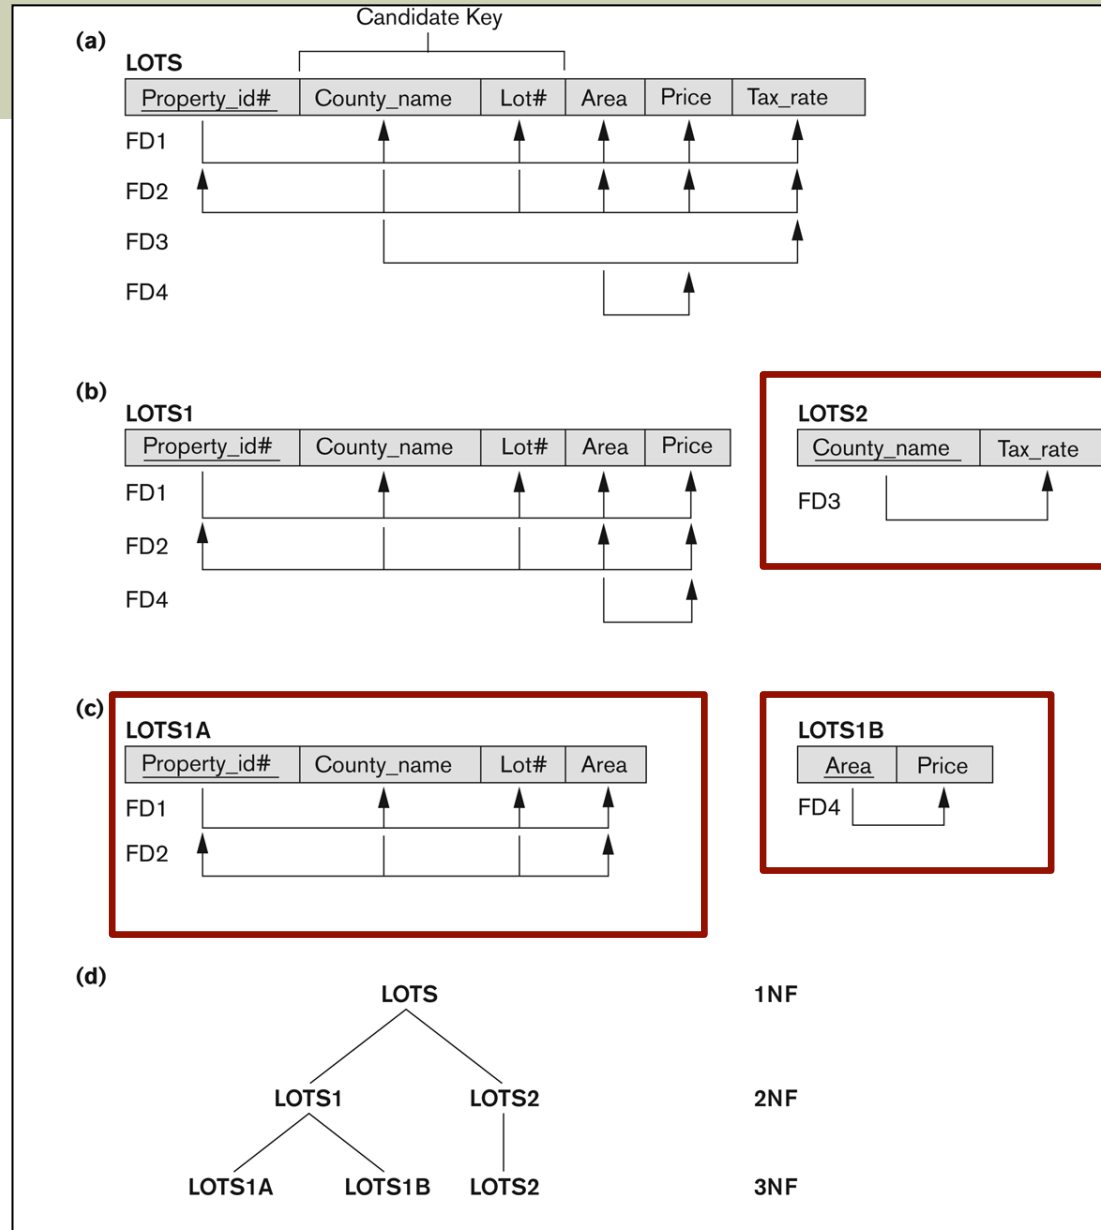 Candidate Key
(a)
LOTS
Property_id# County_name Lot# Area Price Tax_rate
FD1
FD2
FD3
FD4
(b)
LOTS1
Property_id# County_name Lot# Area Price
FD1
FD2
FD4
LOTS2
County_name Tax_rate
FD3
(c)
LOTS1A
Property_id# County_name Lot# Area
FD1
FD2
LOTS1B
Area Price
FD4
(d)
LOTS 1NF
LOTS1 LOTS2 2NF
LOTS1A LOTS1B LOTS2 3NF